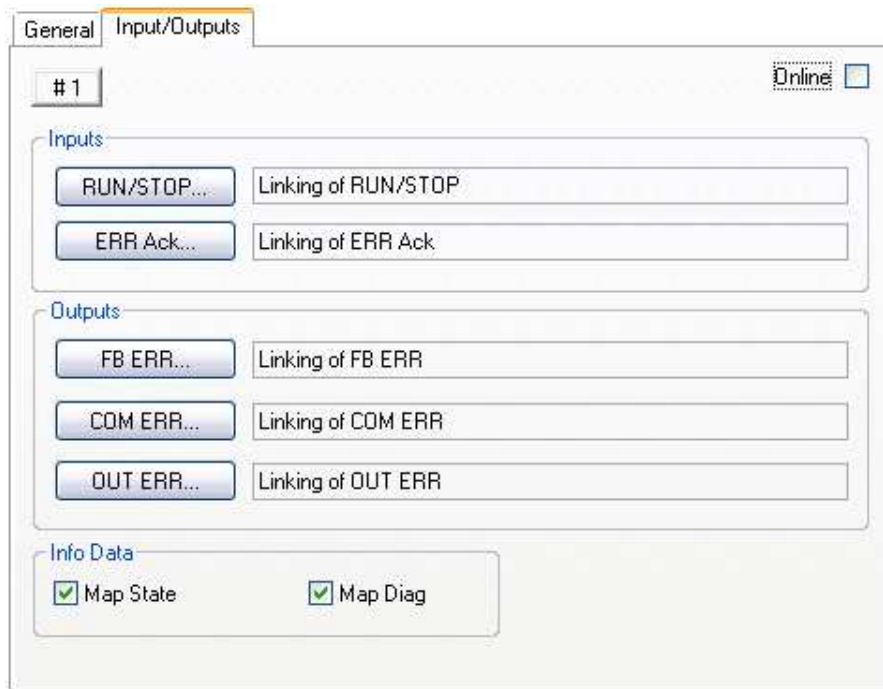 General Input/Outputs
#1 Online
Inputs
RUN/STOP... Linking of RUN/STOP
ERR Ack... Linking of ERR Ack
Outputs
FB ERR... Linking of FB ERR
COM ERR... Linking of COM ERR
OUT ERR... Linking of OUT ERR
Info Data
Map State Map Diag